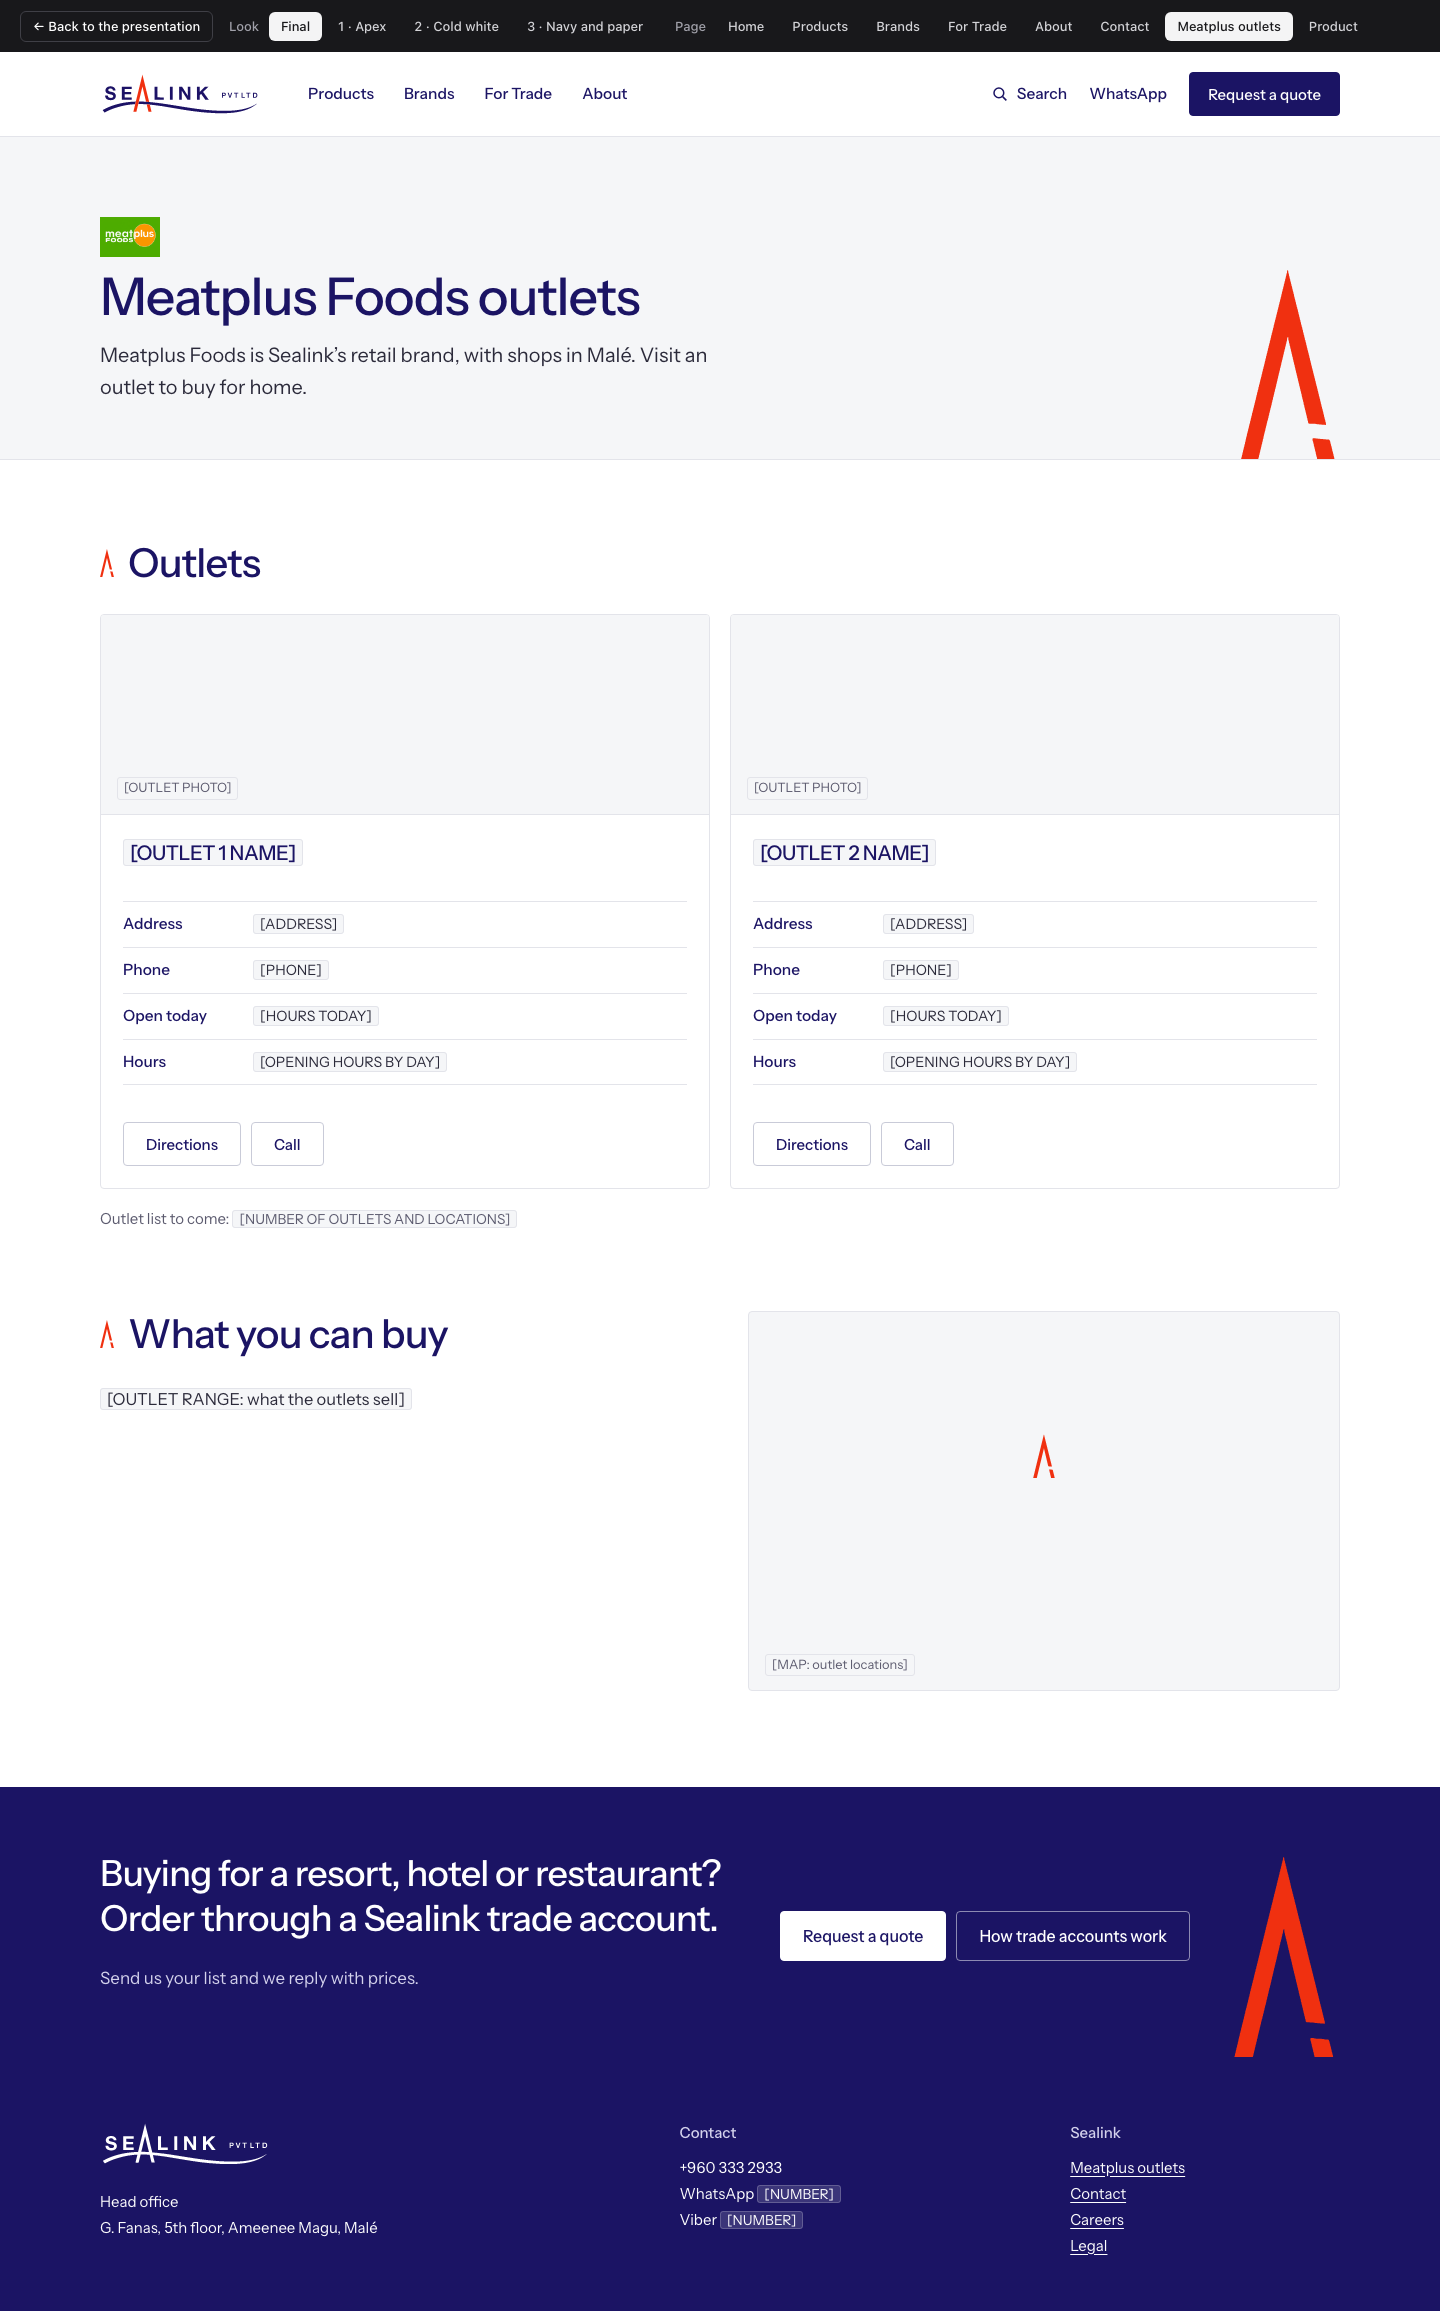 ← Back to the presentation Look Final 1 · Apex 2 · Cold white 3 · Navy and paper Page Home Products Brands For Trade About Contact Meatplus outlets Product
SEALINK PVT LTD Products Brands For Trade About Search WhatsApp Request a quote
meatplus
FOODS
Meatplus Foods outlets
Meatplus Foods is Sealink’s retail brand, with shops in Malé. Visit an
outlet to buy for home.
Outlets
[OUTLET PHOTO]
[OUTLET 1 NAME]
Address [ADDRESS]
Phone [PHONE]
Open today [HOURS TODAY]
Hours [OPENING HOURS BY DAY]
Directions Call
[OUTLET PHOTO]
[OUTLET 2 NAME]
Address [ADDRESS]
Phone [PHONE]
Open today [HOURS TODAY]
Hours [OPENING HOURS BY DAY]
Directions Call
Outlet list to come: [NUMBER OF OUTLETS AND LOCATIONS]
What you can buy
[OUTLET RANGE: what the outlets sell]
[MAP: outlet locations]
Buying for a resort, hotel or restaurant?
Order through a Sealink trade account.
Send us your list and we reply with prices.
Request a quote How trade accounts work
SEALINK PVT LTD
Head office
G. Fanas, 5th floor, Ameenee Magu, Malé
Contact
+960 333 2933
WhatsApp [NUMBER]
Viber [NUMBER]
Sealink
Meatplus outlets
Contact
Careers
Legal